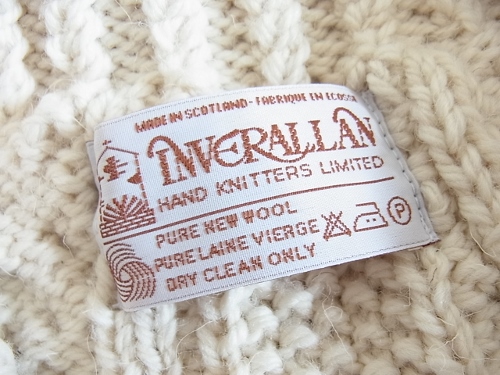 MADE IN SCOTLAND - FABRIQUE EN ECOSSE
INVERALLAN
HAND KNITTERS LIMITED
PURE NEW WOOL
PURE LAINE VIERGE
DRY CLEAN ONLY
P